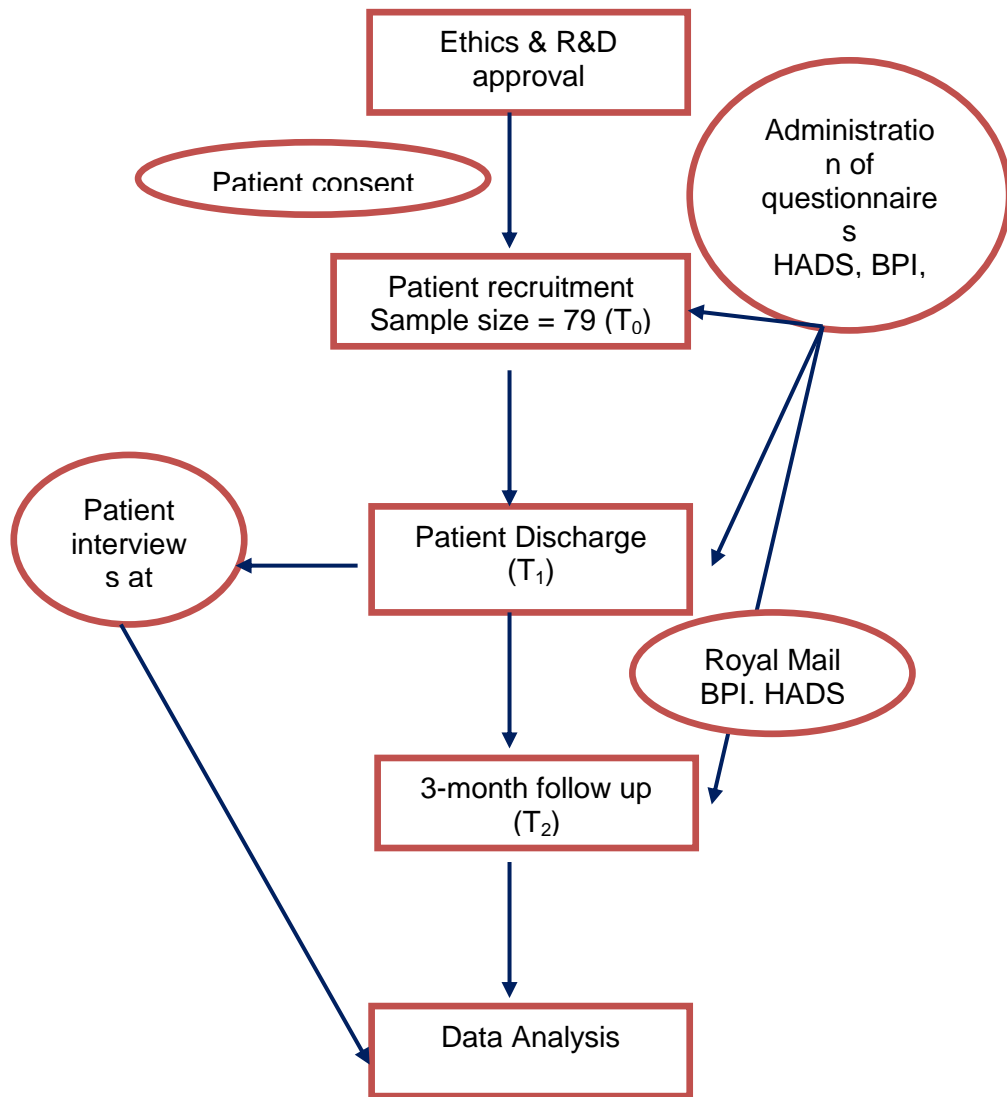 Ethics & R&D
approval
Patient consent
Administratio
n of
questionnaire
s
HADS, BPI,
Patient recruitment
Sample size = 79 (T₀)
Patient
interview
s at
Patient Discharge
(T₁)
Royal Mail
BPI. HADS
3-month follow up
(T₂)
Data Analysis